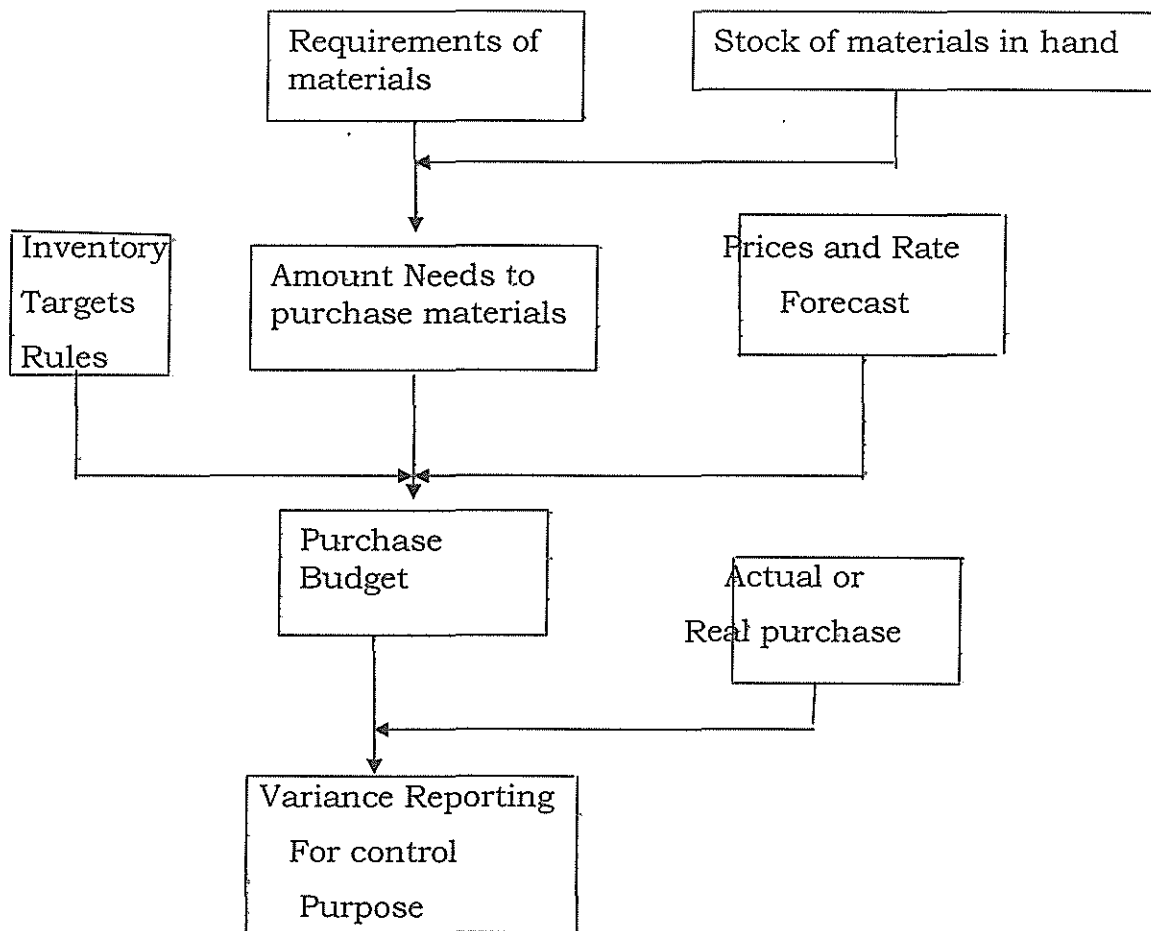 Requirements of
materials
Stock of materials in hand
Inventory
Targets
Rules
Amount Needs to
purchase materials
Prices and Rate
Forecast
Purchase
Budget
Actual or
Real purchase
Variance Reporting
For control
Purpose